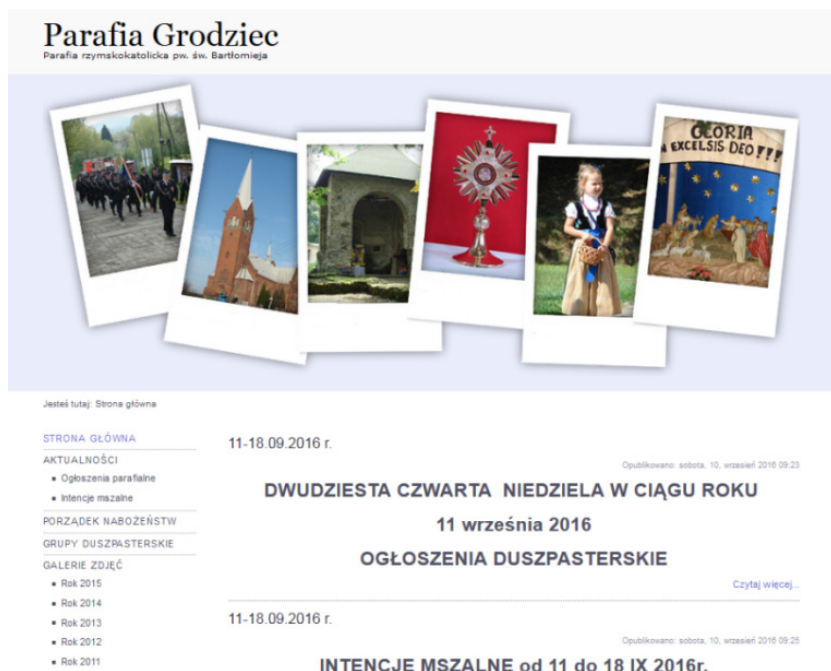 Parafia Grodziec
Parafia rzymskokatolicka pw. św. Bartłomieja
GLORIA
N EXCELSIS DEO!!!
Jesteś tutaj: Strona główna
STRONA GŁÓWNA
AKTUALNOŚCI
Ogłoszenia parafialne
Intencje mszalne
PORZĄDEK NABOŻEŃSTW
GRUPY DUSZPASTERSKIE
GALERIE ZDJĘĆ
Rok 2015
Rok 2014
Rok 2013
Rok 2012
Rok 2011
11-18.09.2016 r.
Opublikowano: sobota, 10, wrzesień 2016 09:23
DWUDZIESTA CZWARTA NIEDZIELA W CIĄGU ROKU
11 września 2016
OGŁOSZENIA DUSZPASTERSKIE
Czytaj więcej...
11-18.09.2016 r.
Opublikowano: sobota, 10, wrzesień 2016 09:25
INTENCJE MSZALNE od 11 do 18 IX 2016r.